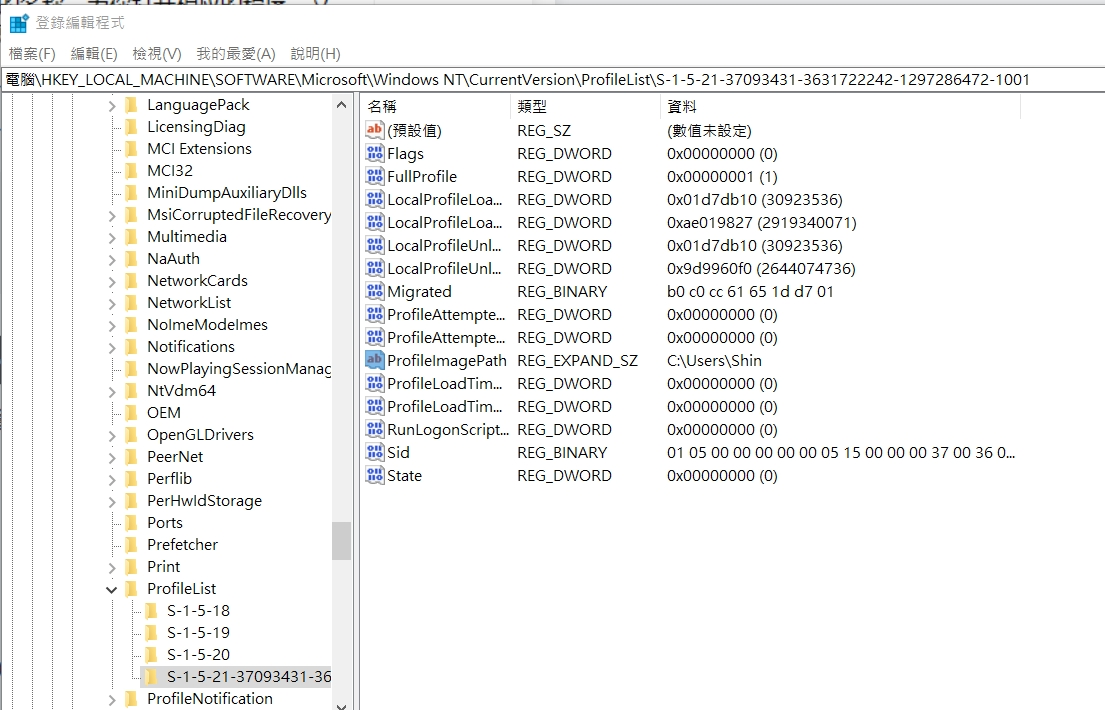 登錄編輯程式
檔案(F) 編輯(E) 檢視(V) 我的最愛(A) 說明(H)
電腦\HKEY_LOCAL_MACHINE\SOFTWARE\Microsoft\Windows NT\CurrentVersion\ProfileList\S-1-5-21-37093431-3631722242-1297286472-1001
LanguagePack
LicensingDiag
MCI Extensions
MCI32
MiniDumpAuxiliaryDlls
MsiCorruptedFileRecovery
Multimedia
NaAuth
NetworkCards
NetworkList
NoImeModeImes
Notifications
NowPlayingSessionManag
NtVdm64
OEM
OpenGLDrivers
PeerNet
Perflib
PerHwIdStorage
Ports
Prefetcher
Print
ProfileList
S-1-5-18
S-1-5-19
S-1-5-20
S-1-5-21-37093431-36
ProfileNotification
名稱 類型 資料
(預設值) REG_SZ (數值未設定)
Flags REG_DWORD 0x00000000 (0)
FullProfile REG_DWORD 0x00000001 (1)
LocalProfileLoa... REG_DWORD 0x01d7db10 (30923536)
LocalProfileLoa... REG_DWORD 0xae019827 (2919340071)
LocalProfileUnl... REG_DWORD 0x01d7db10 (30923536)
LocalProfileUnl... REG_DWORD 0x9d9960f0 (2644074736)
Migrated REG_BINARY b0 c0 cc 61 65 1d d7 01
ProfileAttempte... REG_DWORD 0x00000000 (0)
ProfileAttempte... REG_DWORD 0x00000000 (0)
ProfileImagePath REG_EXPAND_SZ C:\Users\Shin
ProfileLoadTim... REG_DWORD 0x00000000 (0)
ProfileLoadTim... REG_DWORD 0x00000000 (0)
RunLogonScript... REG_DWORD 0x00000000 (0)
Sid REG_BINARY 01 05 00 00 00 00 00 05 15 00 00 00 37 00 36 0...
State REG_DWORD 0x00000000 (0)